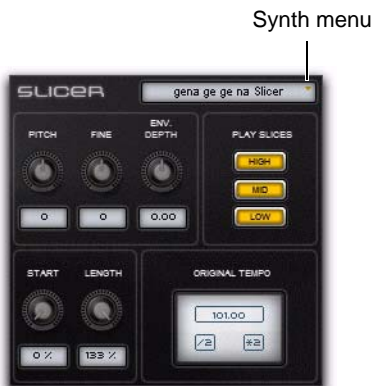 Synth menu
SLICER
gena ge ge na Slicer
PITCH
FINE
ENV.
DEPTH
PLAY SLICES
HIGH
MID
LOW
0
0
0.00
START
LENGTH
ORIGINAL TEMPO
101.00
/2
*2
0 %
133 %